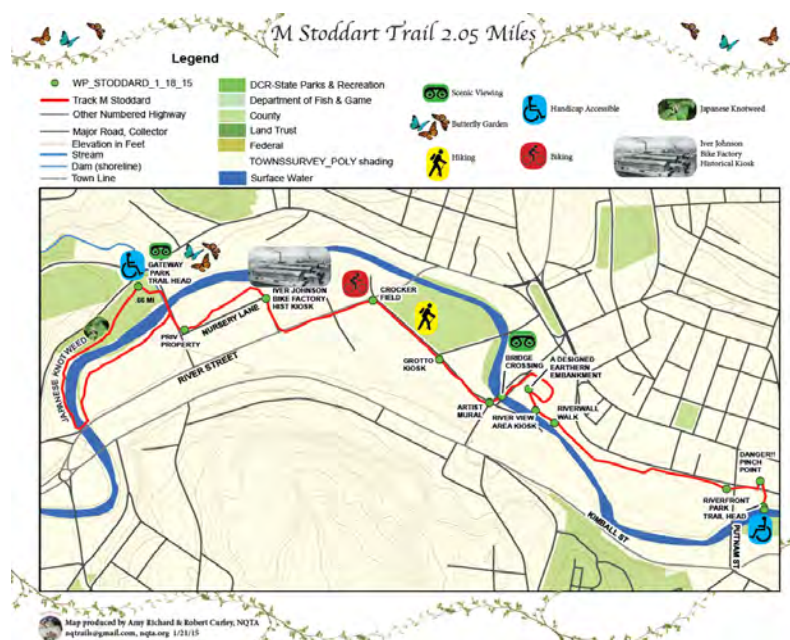 M Stoddart Trail 2.05 Miles
Legend
WP_STODDARD_1_18_15
Track M Stoddard
Other Numbered Highway
Major Road, Collector
Elevation in Feet
Stream
Dam (shoreline)
Town Line
DCR-State Parks & Recreation
Department of Fish & Game
County
Land Trust
Federal
TOWNSSURVEY_POLY shading
Surface Water
Scenic Viewing
Butterfly Garden
Hiking
Handicap Accessible
Biking
Japanese Knotweed
Iver Johnson
Bike Factory
Historical Kiosk
GATEWAY
PARK
TRAIL HEAD
JAPANESE KNOTWEED
PRIV
PROPERTY
NURSERY LANE
IVER JOHNSON
BIKE FACTORY
HIST KIOSK
RIVER STREET
CROCKER
FIELD
GROTTO
KIOSK
ARTIST
MURAL
BRIDGE
CROSSING
A DESIGNED
EARTHERN
EMBANKMENT
RIVER VIEW
AREA KIOSK
RIVERWALL
WALK
KIMBALL ST
DANGER!!
PINCH
POINT
RIVERFRONT
PARK
TRAIL HEAD
PUTNAM ST
Map produced by Amy Richard & Robert Curley, NQTA
nqtrails@gmail.com, nqta.org 1/21/15